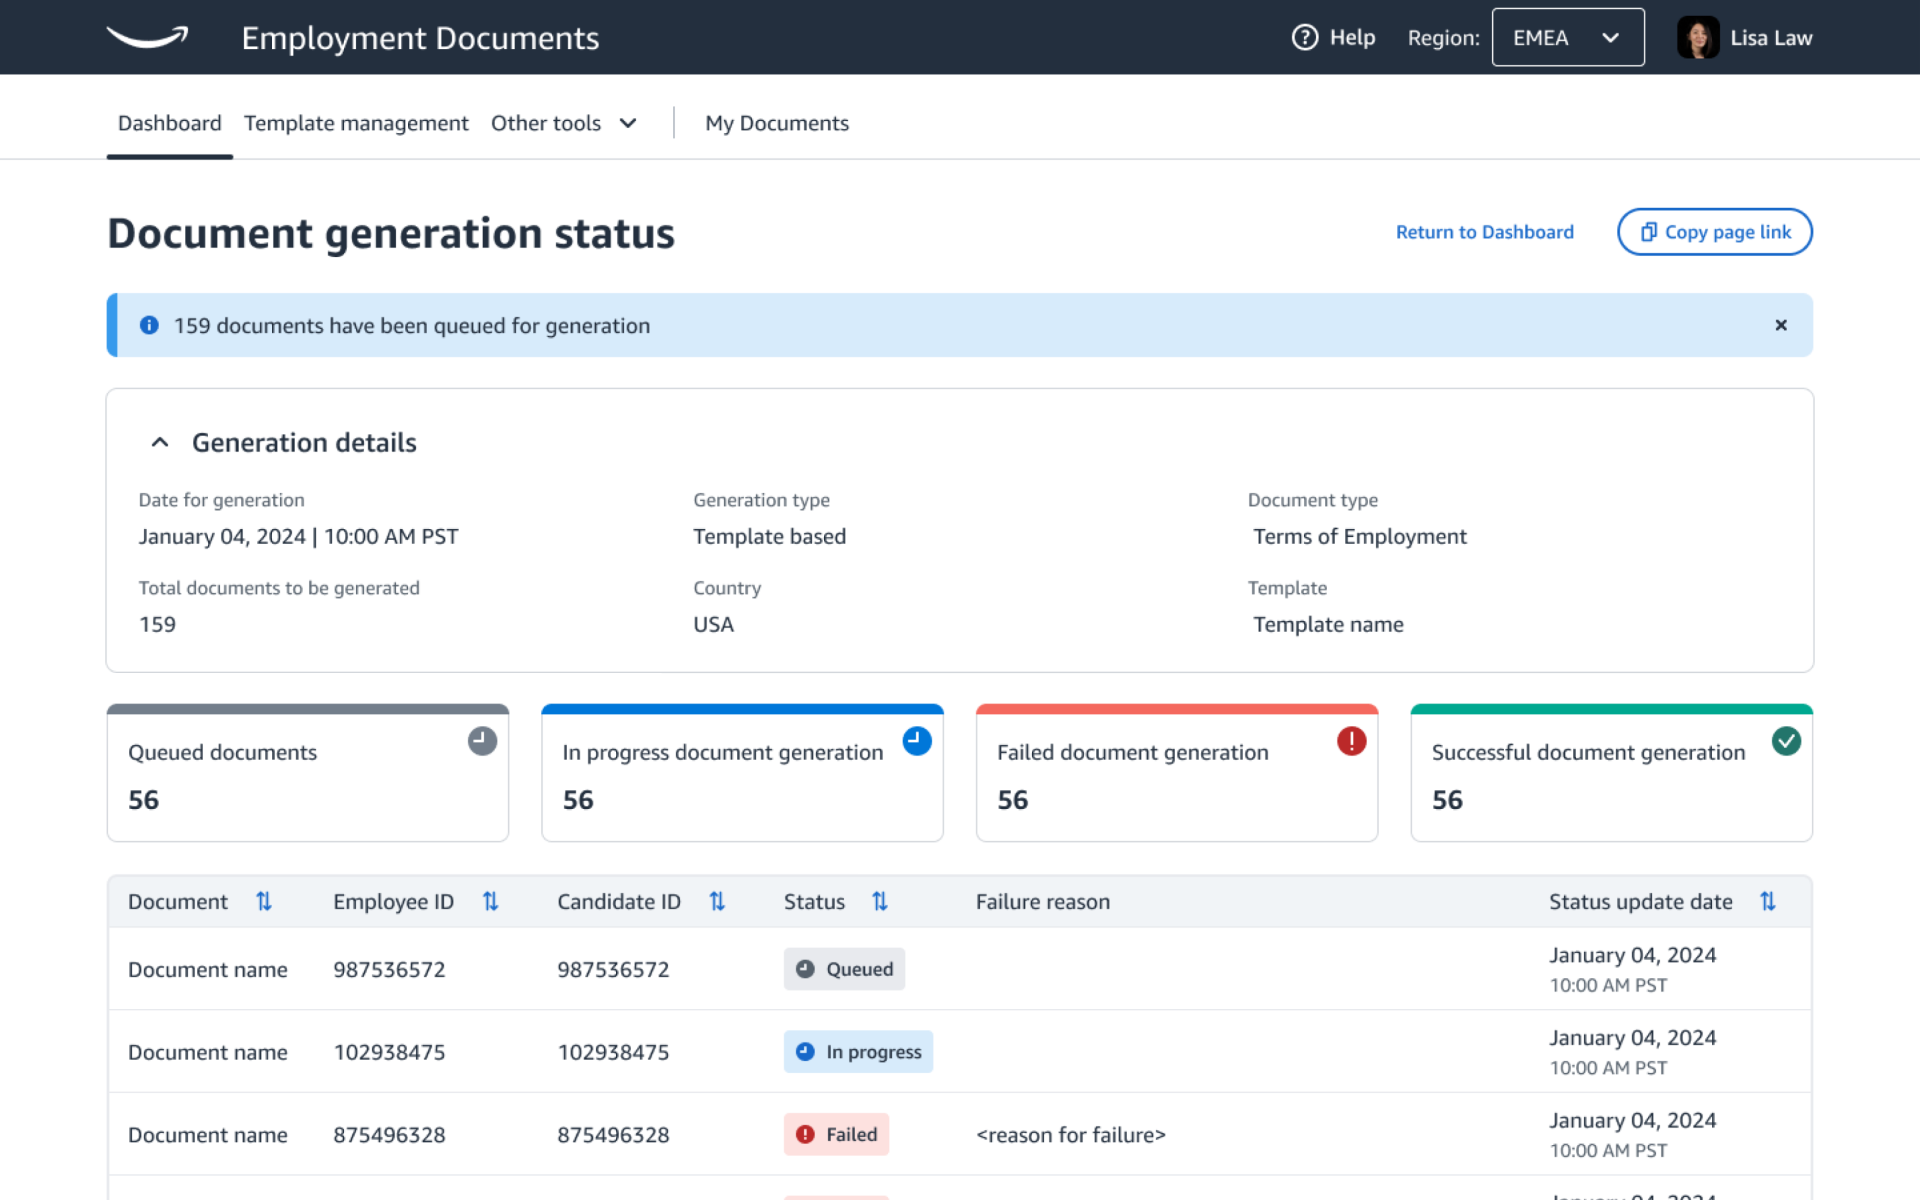 Employment Documents
Help
Region:
EMEA
Lisa Law
Dashboard
Template management
Other tools
My Documents
Document generation status
Return to Dashboard
Copy page link
159 documents have been queued for generation
Generation details
Date for generation
January 04, 2024 | 10:00 AM PST
Generation type
Template based
Document type
Terms of Employment
Total documents to be generated
159
Country
USA
Template
Template name
Queued documents
56
In progress document generation
56
Failed document generation
56
Successful document generation
56
Document
Employee ID
Candidate ID
Status
Failure reason
Status update date
Document name
987536572
987536572
Queued
January 04, 2024
10:00 AM PST
Document name
102938475
102938475
In progress
January 04, 2024
10:00 AM PST
Document name
875496328
875496328
Failed
<reason for failure>
January 04, 2024
10:00 AM PST